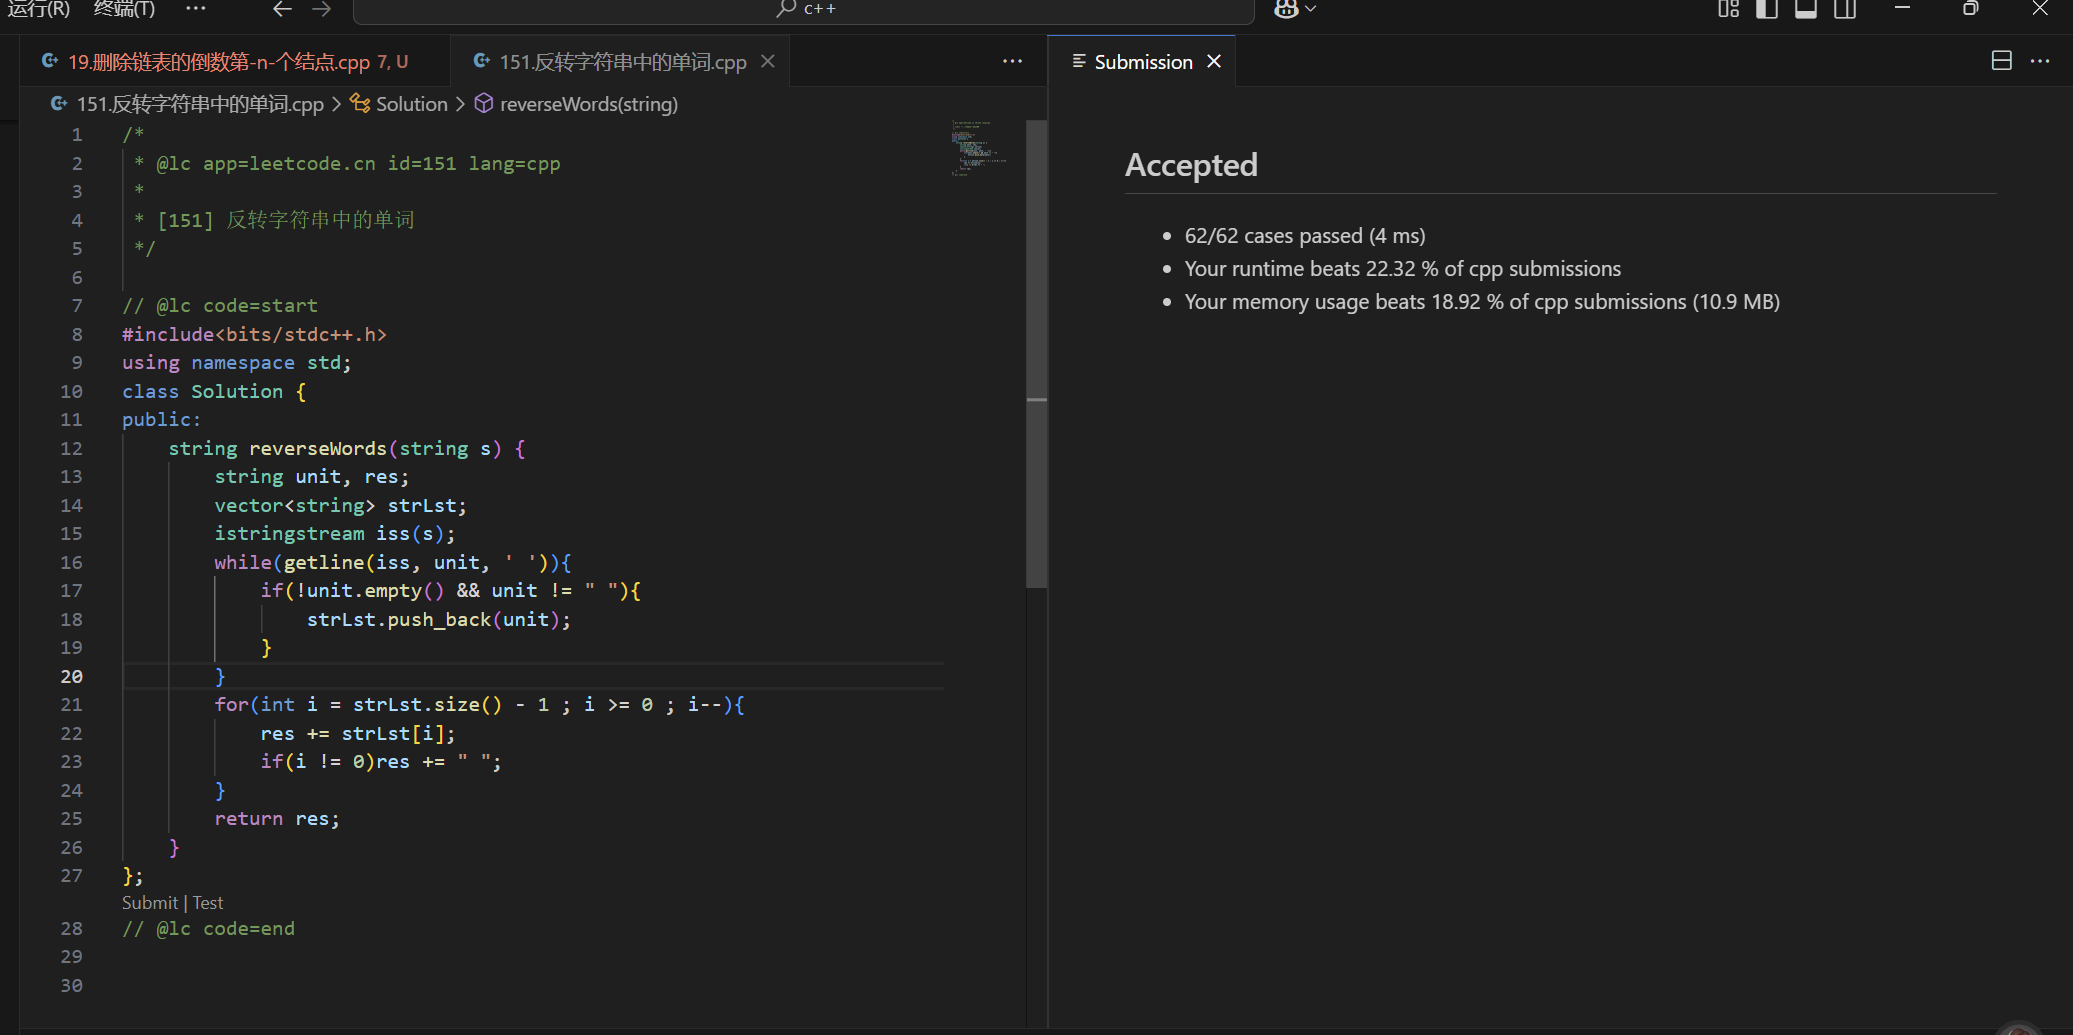 运行(R) 终端(T) ··· ← → c++
19.删除链表的倒数第-n-个结点.cpp 7, U 151.反转字符串中的单词.cpp ··· Submission ···
151.反转字符串中的单词.cpp > Solution > reverseWords(string)
1 /*
2  * @lc app=leetcode.cn id=151 lang=cpp
3  *
4  * [151] 反转字符串中的单词
5  */
6
7 // @lc code=start
8 #include<bits/stdc++.h>
9 using namespace std;
10 class Solution {
11 public:
12     string reverseWords(string s) {
13         string unit, res;
14         vector<string> strLst;
15         istringstream iss(s);
16         while(getline(iss, unit, ' ')){
17             if(!unit.empty() && unit != " "){
18                 strLst.push_back(unit);
19             }
20         }
21         for(int i = strLst.size() - 1 ; i >= 0 ; i--){
22             res += strLst[i];
23             if(i != 0)res += " ";
24         }
25         return res;
26     }
27 };
Submit | Test
28 // @lc code=end
29
30
Accepted
• 62/62 cases passed (4 ms)
• Your runtime beats 22.32 % of cpp submissions
• Your memory usage beats 18.92 % of cpp submissions (10.9 MB)